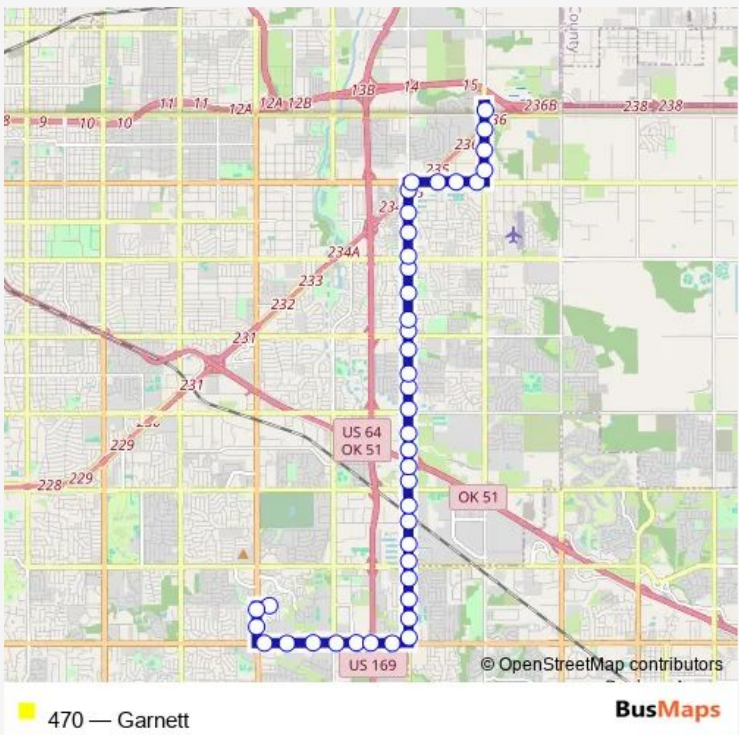 County
13B
14
15
11
11
12A
12A
12B
236B
238
238
8
9
10
10
36
235
234A
233
232
231
231
229
228
229
US 64
OK 51
OK 51
US 169
© OpenStreetMap contributors
470 — Garnett
BusMaps